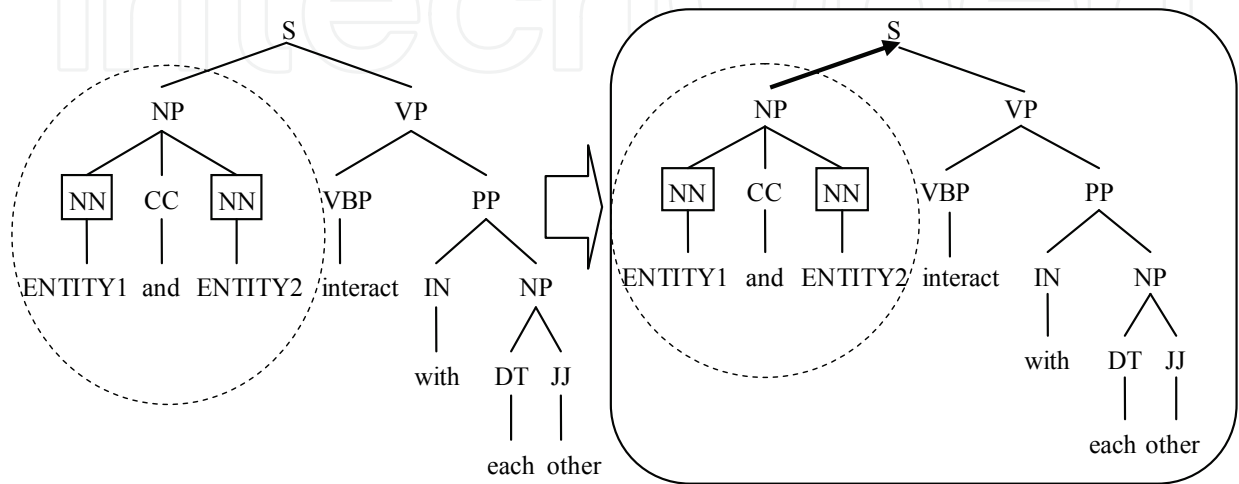 S
NP VP
NN CC NN VBP PP
ENTITY1 and ENTITY2 interact IN NP
with DT JJ
each other
S
NP VP
NN CC NN VBP PP
ENTITY1 and ENTITY2 interact IN NP
with DT JJ
each other